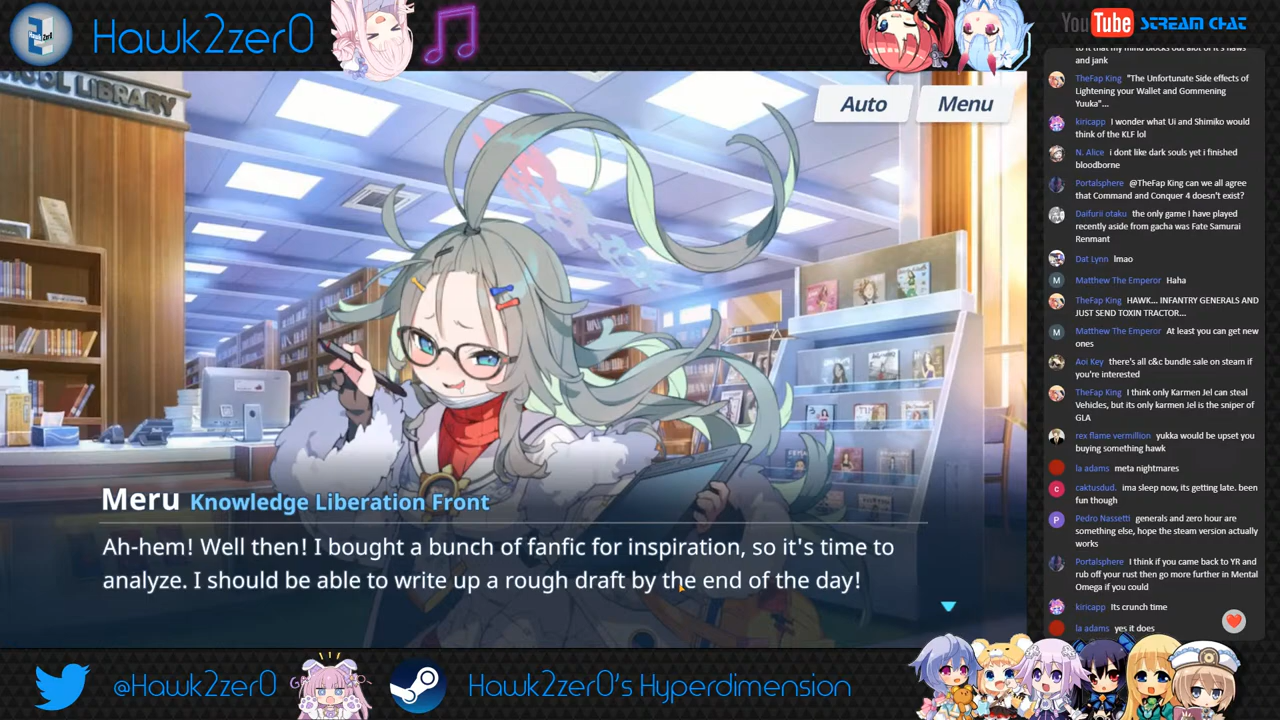 Hawk2zer0
You Tube STREAM CHAT
OOL LIBRARY
Auto
Menu
Meru Knowledge Liberation Front
Ah-hem! Well then! I bought a bunch of fanfic for inspiration, so it's time to
analyze. I should be able to write up a rough draft by the end of the day!
to it that my mind blocks out alot of it's flaws
and jank
TheFap King "The Unfortunate Side effects of
Lightening your Wallet and Gommening
Yuuka"...
kiricapp I wonder what Ui and Shimiko would
think of the KLF lol
N. Alice i dont like dark souls yet i finished
bloodborne
Portalsphere @TheFap King can we all agree
that Command and Conquer 4 doesn't exist?
Daifurii otaku the only game I have played
recently aside from gacha was Fate Samurai
Renmant
Dat Lynn lmao
M Matthew The Emperor Haha
TheFap King HAWK... INFANTRY GENERALS AND
JUST SEND TOXIN TRACTOR...
M Matthew The Emperor At least you can get new
ones
Aoi Key there's all c&c bundle sale on steam if
you're interested
TheFap King I think only Karmen Jel can steal
Vehicles, but its only karmen Jel is the sniper of
GLA
rex flame vermillion yukka would be upset you
buying something hawk
la adams meta nightmares
c caktusdud. ima sleep now, its getting late. been
fun though
P Pedro Nassetti generals and zero hour are
something else, hope the steam version actually
works
Portalsphere I think if you came back to YR and
rub off your rust then go more further in Mental
Omega if you could
kiricapp Its crunch time
la adams yes it does
@Hawk2zer0
Hawk2zer0's Hyperdimension